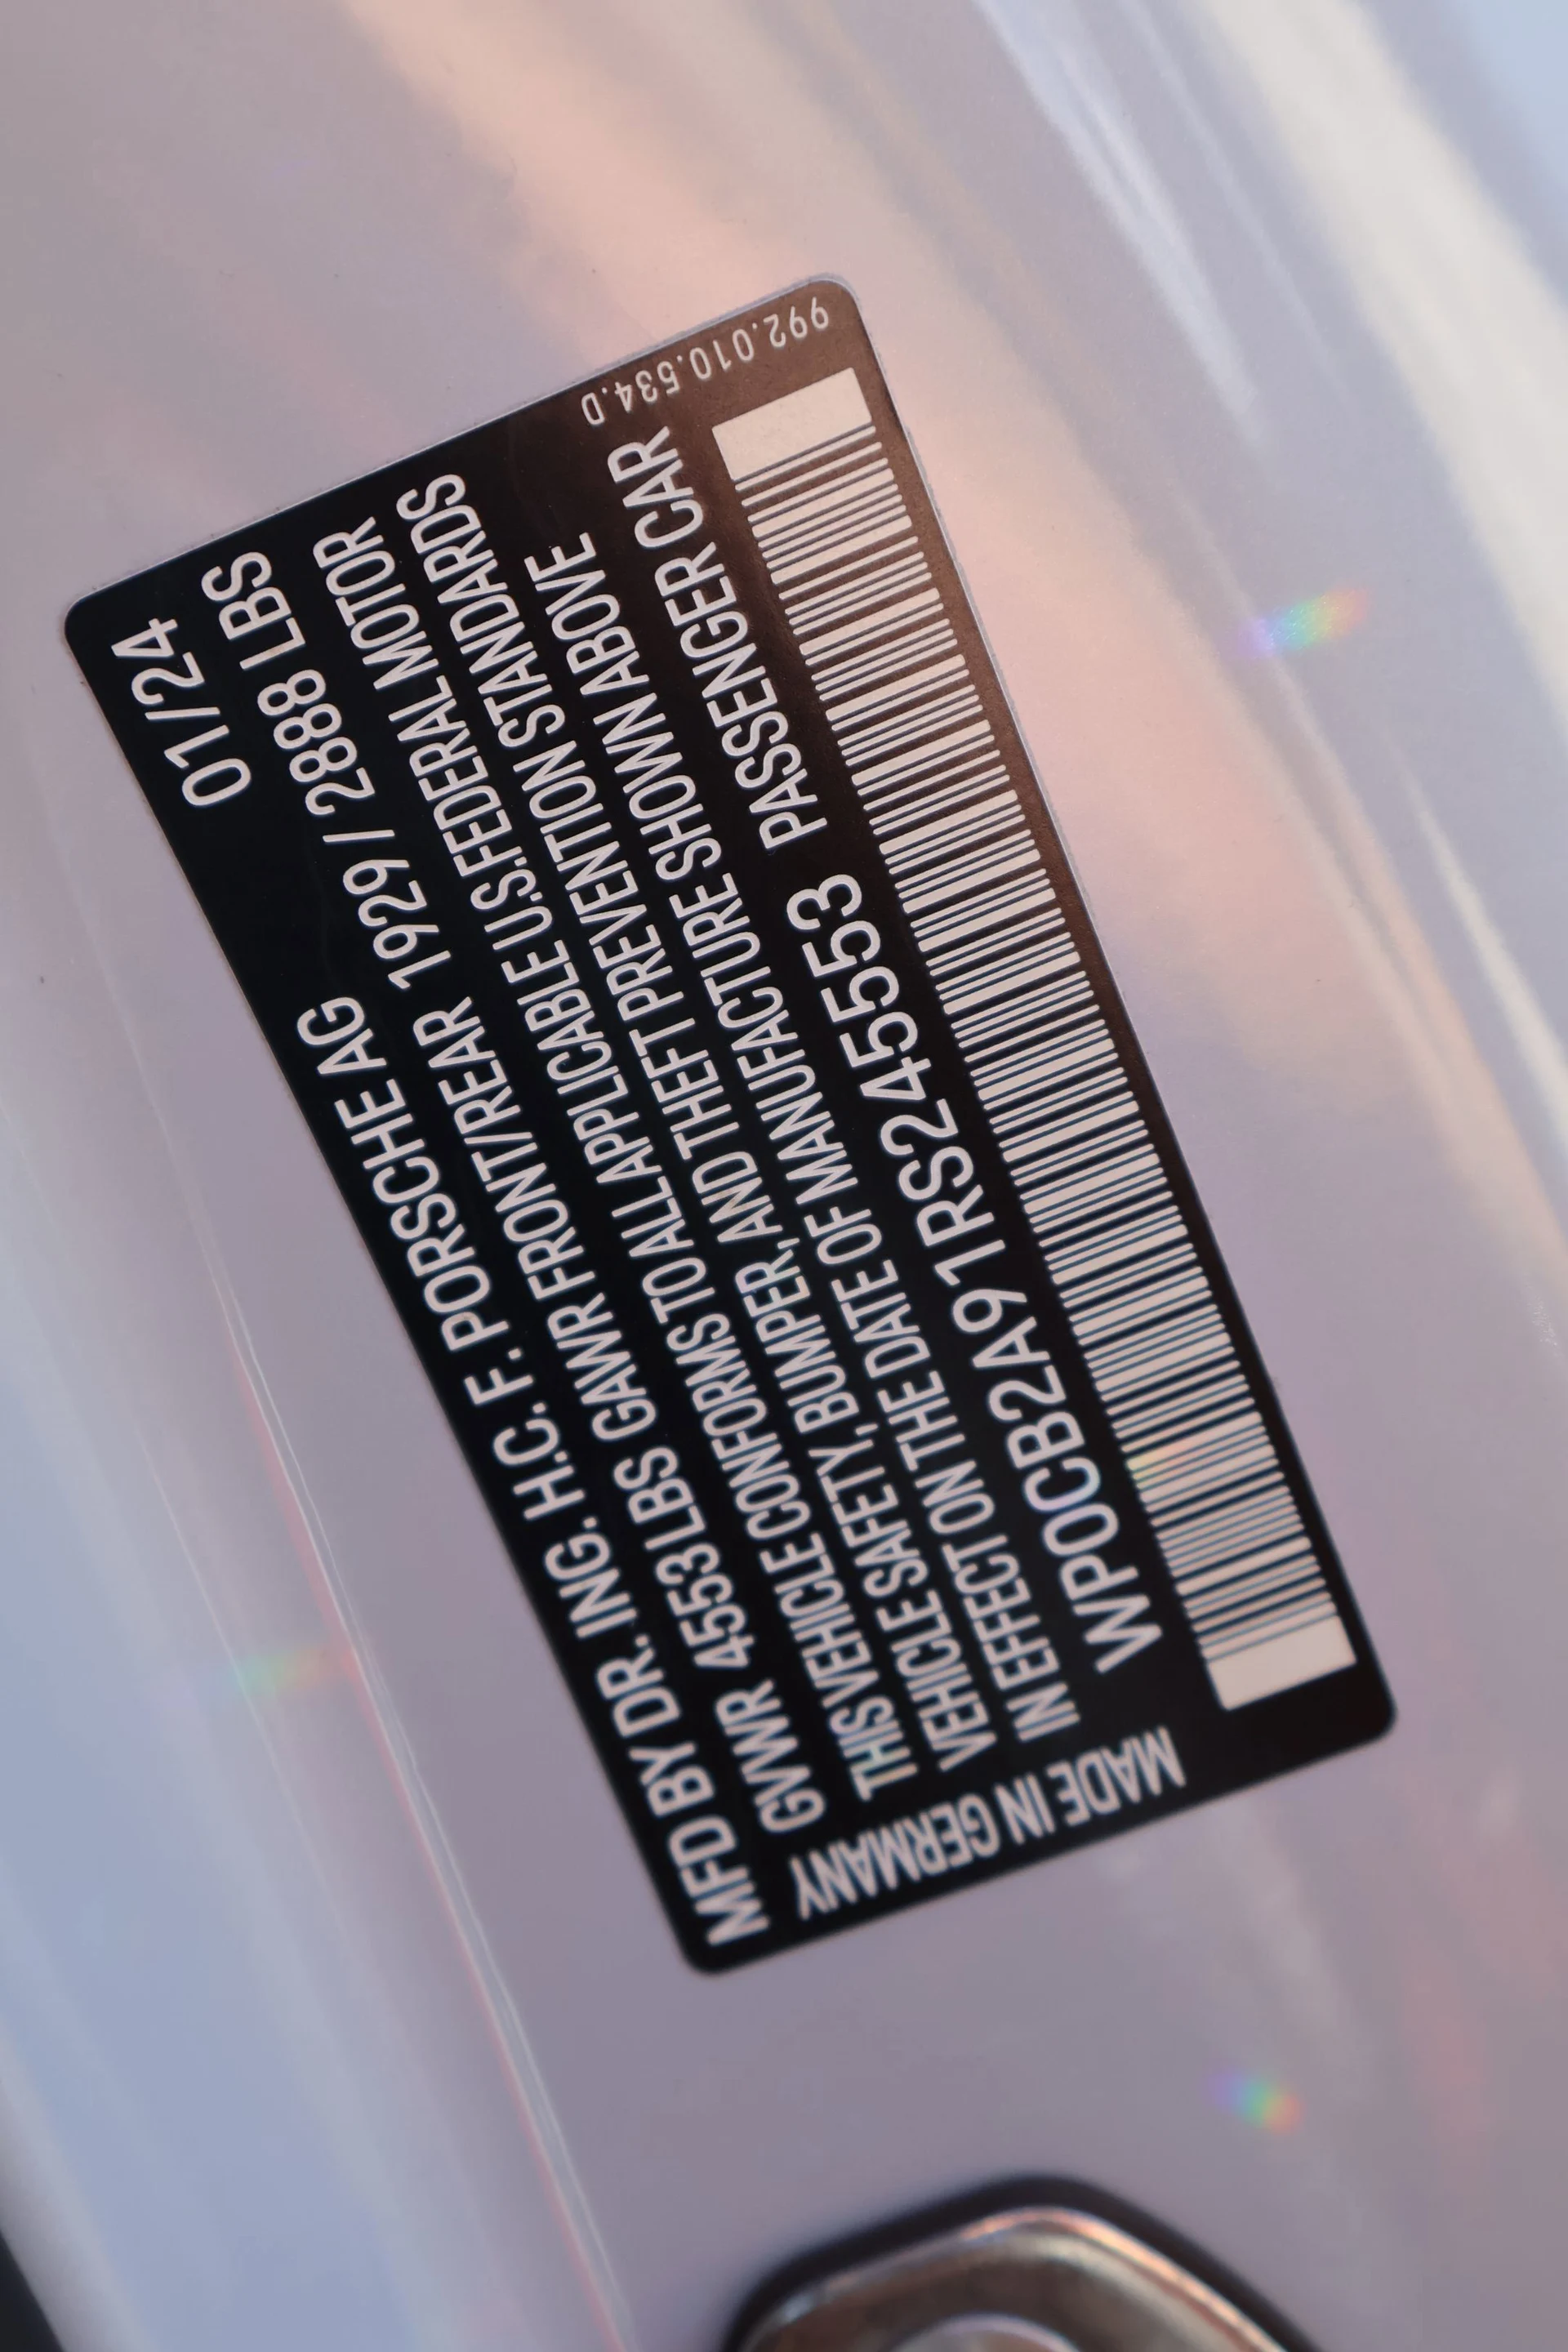 MFD BY DR. ING. H.C. F. PORSCHE AG 01/24
GVWR 4553 LBS GAWR FRONT/REAR 1929 / 2888 LBS
THIS VEHICLE CONFORMS TO ALL APPLICABLE U.S.FEDERAL MOTOR
VEHICLE SAFETY, BUMPER, AND THEFT PREVENTION STANDARDS
IN EFFECT ON THE DATE OF MANUFACTURE SHOWN ABOVE
WP0CB2A91RS245553 PASSENGER CAR
MADE IN GERMANY
992.010.534.D